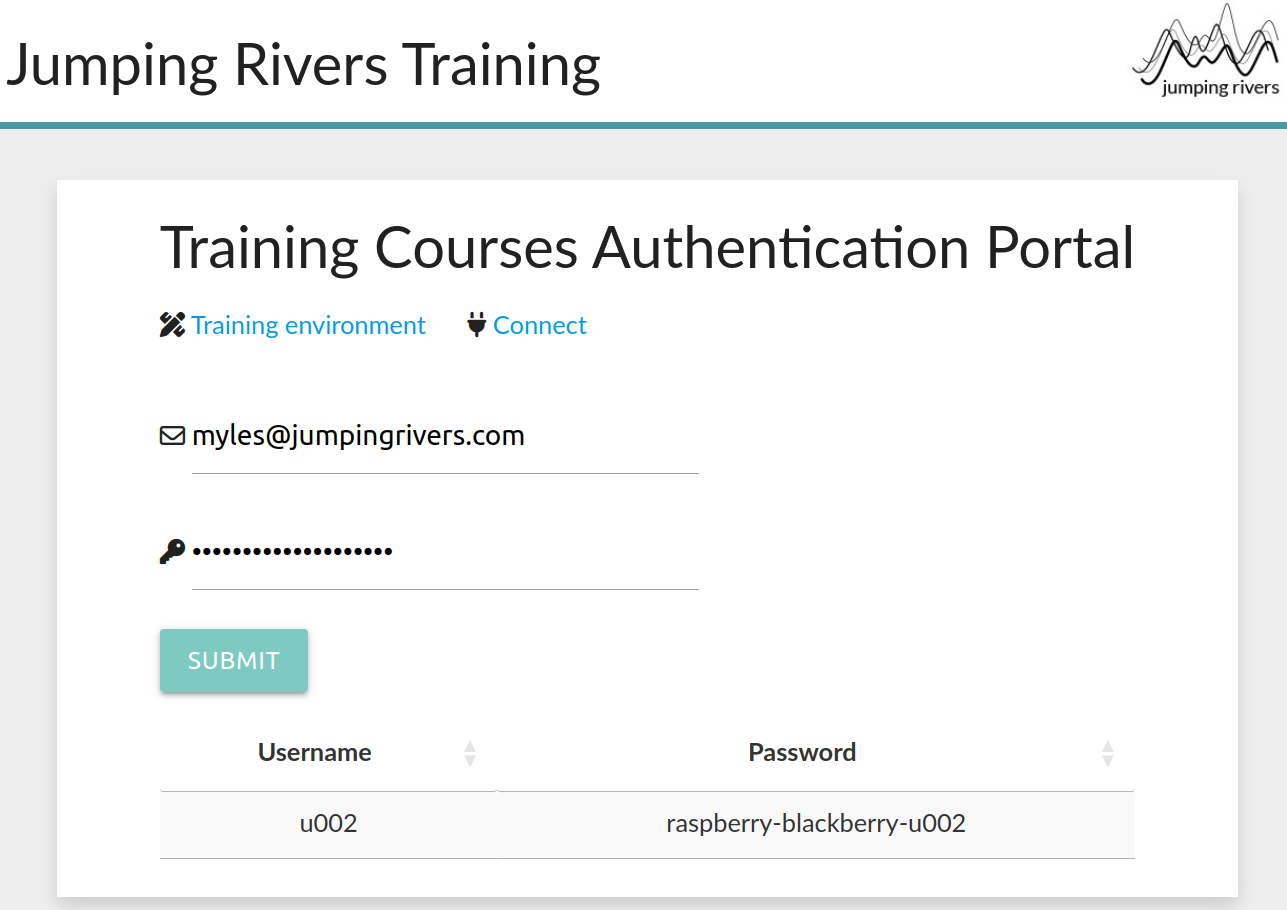 Jumping Rivers Training
jumping rivers
Training Courses Authentication Portal
Training environment Connect
myles@jumpingrivers.com
••••••••••••••••••••
SUBMIT
Username Password
u002 raspberry-blackberry-u002